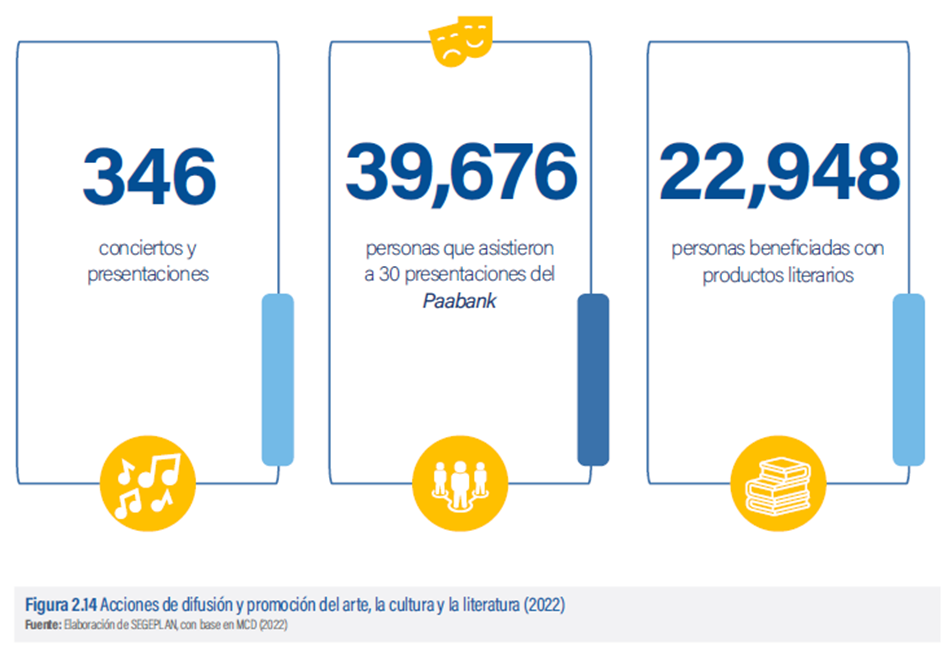 346
conciertos y
presentaciones
39,676
personas que asistieron
a 30 presentaciones del
Paabank
22,948
personas beneficiadas con
productos literarios
Figura 2.14 Acciones de difusión y promoción del arte, la cultura y la literatura (2022)
Fuente: Elaboración de SEGEPLAN, con base en MCD (2022)